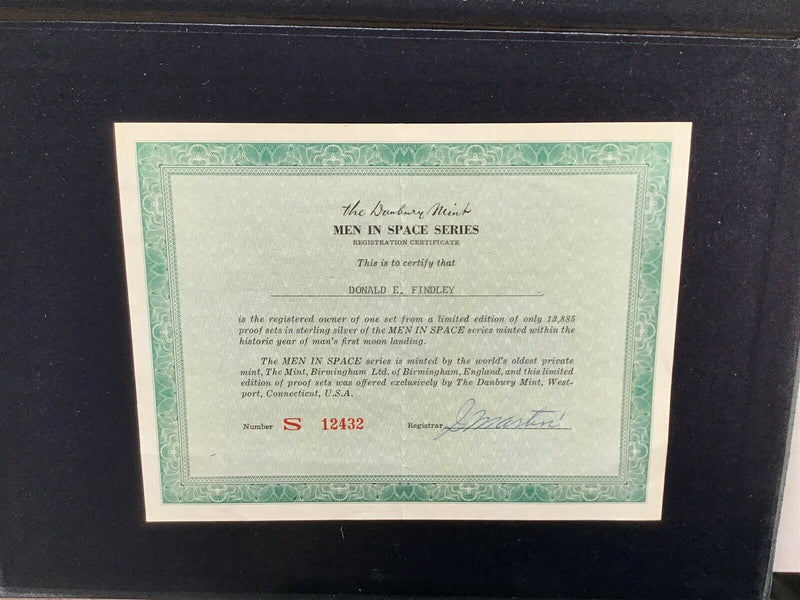 the Danbury Mint
MEN IN SPACE SERIES
REGISTRATION CERTIFICATE
This is to certify that
DONALD E. FINDLEY
is the registered owner of one set from a limited edition of only 13,885
proof sets in sterling silver of the MEN IN SPACE series minted within the
historic year of man's first moon landing.
The MEN IN SPACE series is minted by the world's oldest private
mint, The Mint, Birmingham Ltd. of Birmingham, England, and this limited
edition of proof sets was offered exclusively by The Danbury Mint, West-
port, Connecticut, U.S.A.
Number S 12432 Registrar S Martin